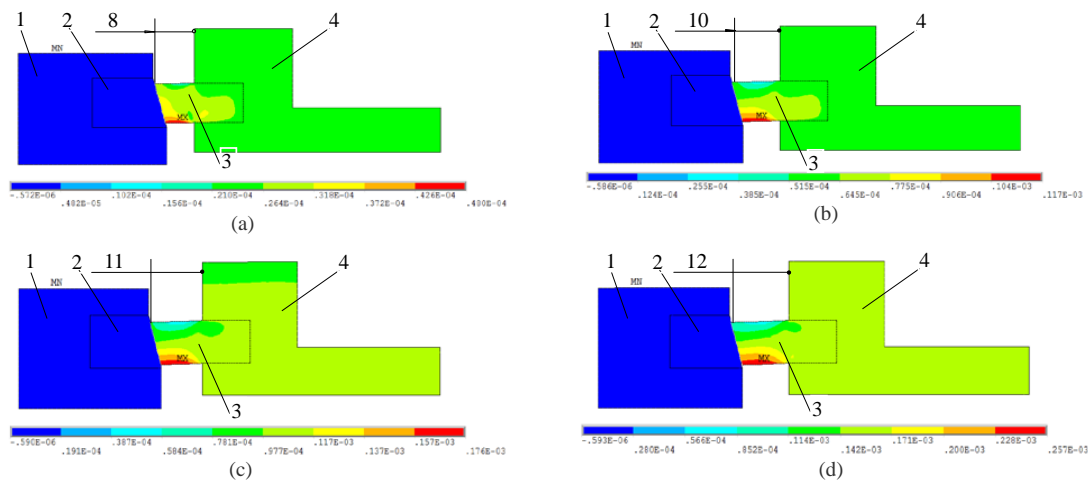 1 2 8 4
MN
MX
3
-.572E-06 .102E-04 .210E-04 .318E-04 .426E-04
.482E-05 .156E-04 .264E-04 .372E-04 .480E-04
(a)
1 2 10 4
MN
MX
3
-.586E-06 .255E-04 .515E-04 .775E-04 .104E-03
.124E-04 .385E-04 .645E-04 .906E-04 .117E-03
(b)
1 2 11 4
MN
MX
3
-.590E-06 .387E-04 .781E-04 .117E-03 .157E-03
.191E-04 .584E-04 .977E-04 .137E-03 .176E-03
(c)
1 2 12 4
MN
MX
3
-.593E-06 .566E-04 .114E-03 .171E-03 .228E-03
.280E-04 .852E-04 .142E-03 .200E-03 .257E-03
(d)